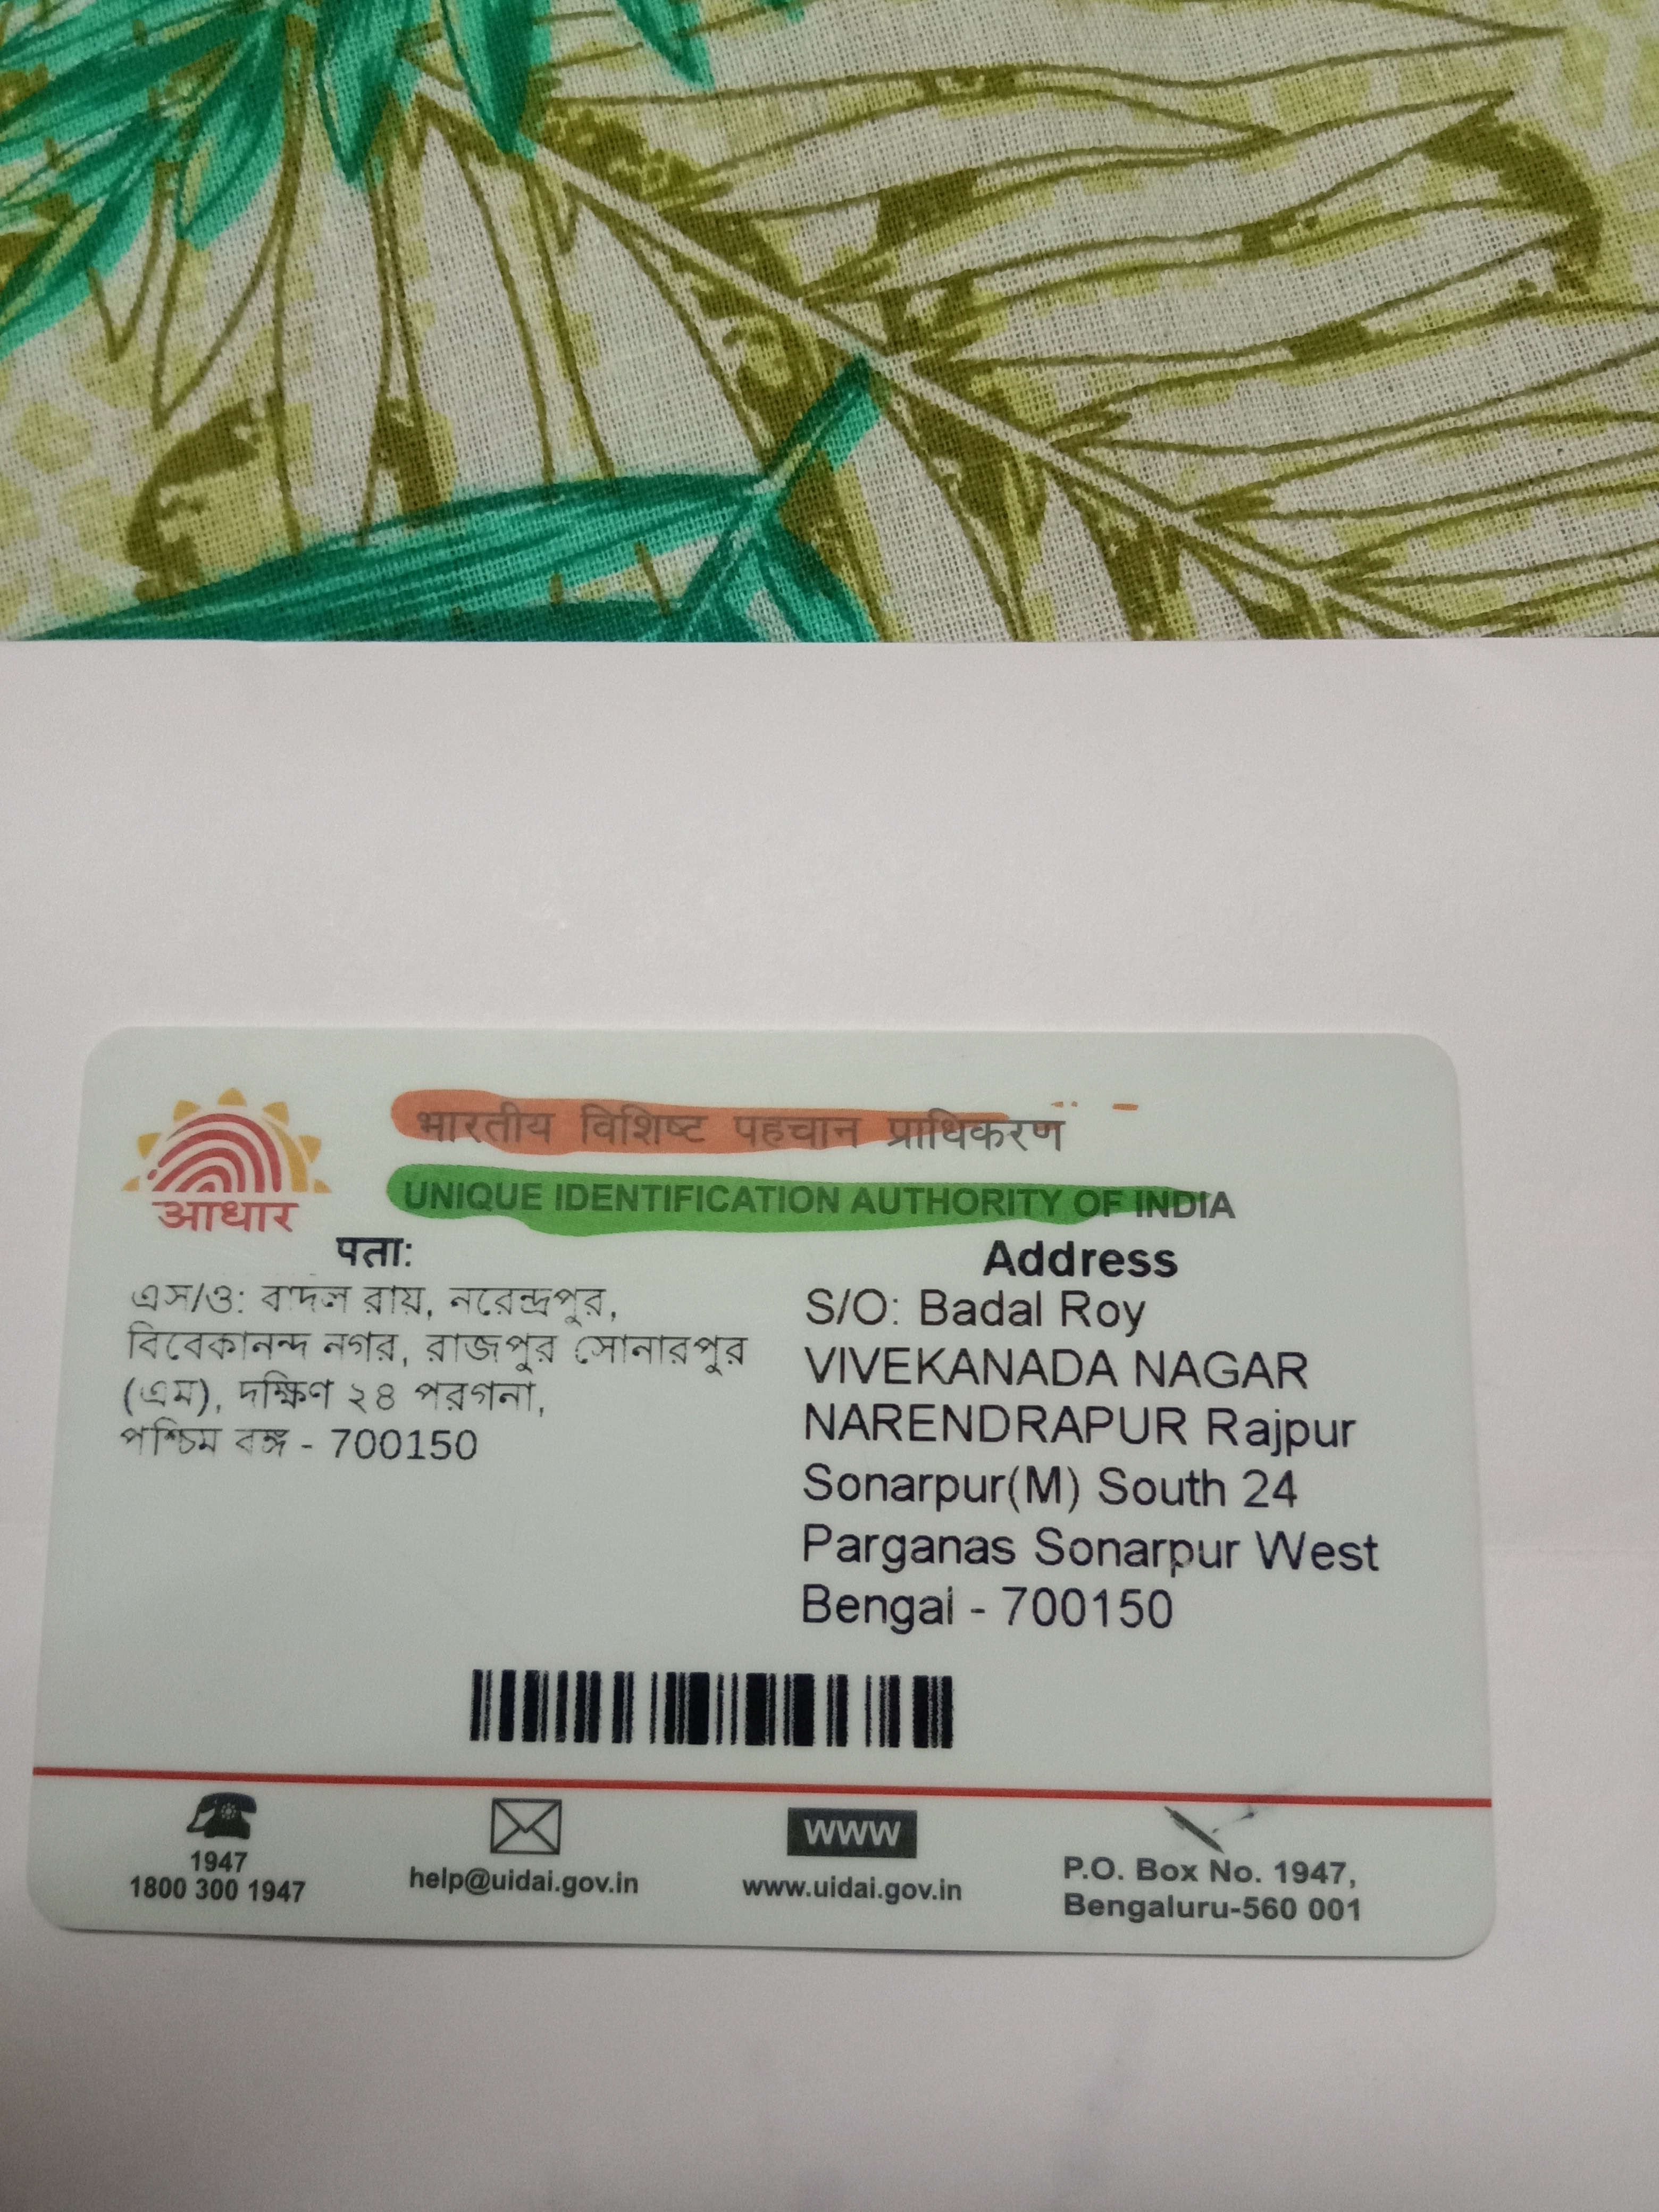 भारतीय विशिष्ट पहचान प्राधिकरण
UNIQUE IDENTIFICATION AUTHORITY OF INDIA
आधार
पता:
এস/ও: বাদল রায়, নরেন্দ্রপুর,
বিবেকানন্দ নগর, রাজপুর সোনারপুর
(এম), দক্ষিণ ২৪ পরগনা,
পশ্চিম বঙ্গ - 700150
Address
S/O: Badal Roy
VIVEKANADA NAGAR
NARENDRAPUR Rajpur
Sonarpur(M) South 24
Parganas Sonarpur West
Bengal - 700150
1947
1800 300 1947
help@uidai.gov.in
WWW
www.uidai.gov.in
P.O. Box No. 1947,
Bengaluru-560 001